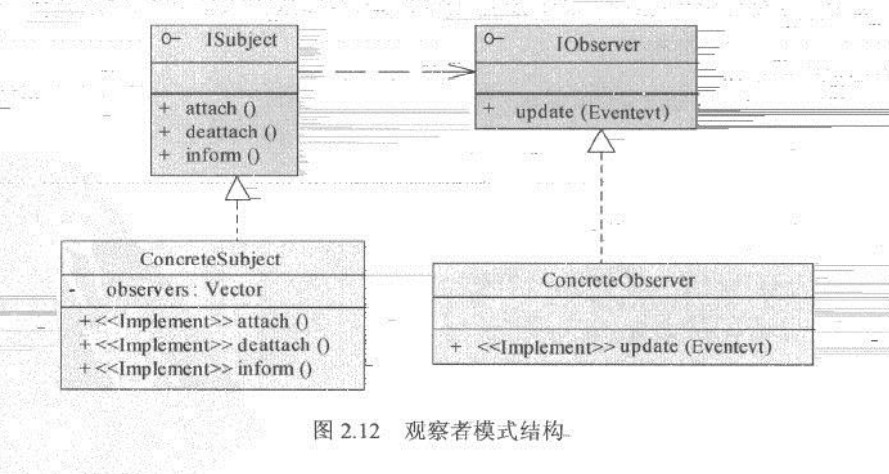 ISubject
+ attach ()
+ deattach ()
+ inform ()
IObserver
+ update (Eventevt)
ConcreteSubject
- observers : Vector
+ <<Implement>> attach ()
+ <<Implement>> deattach ()
+ <<Implement>> inform ()
ConcreteObserver
+ <<Implement>> update (Eventevt)
图 2.12 观察者模式结构